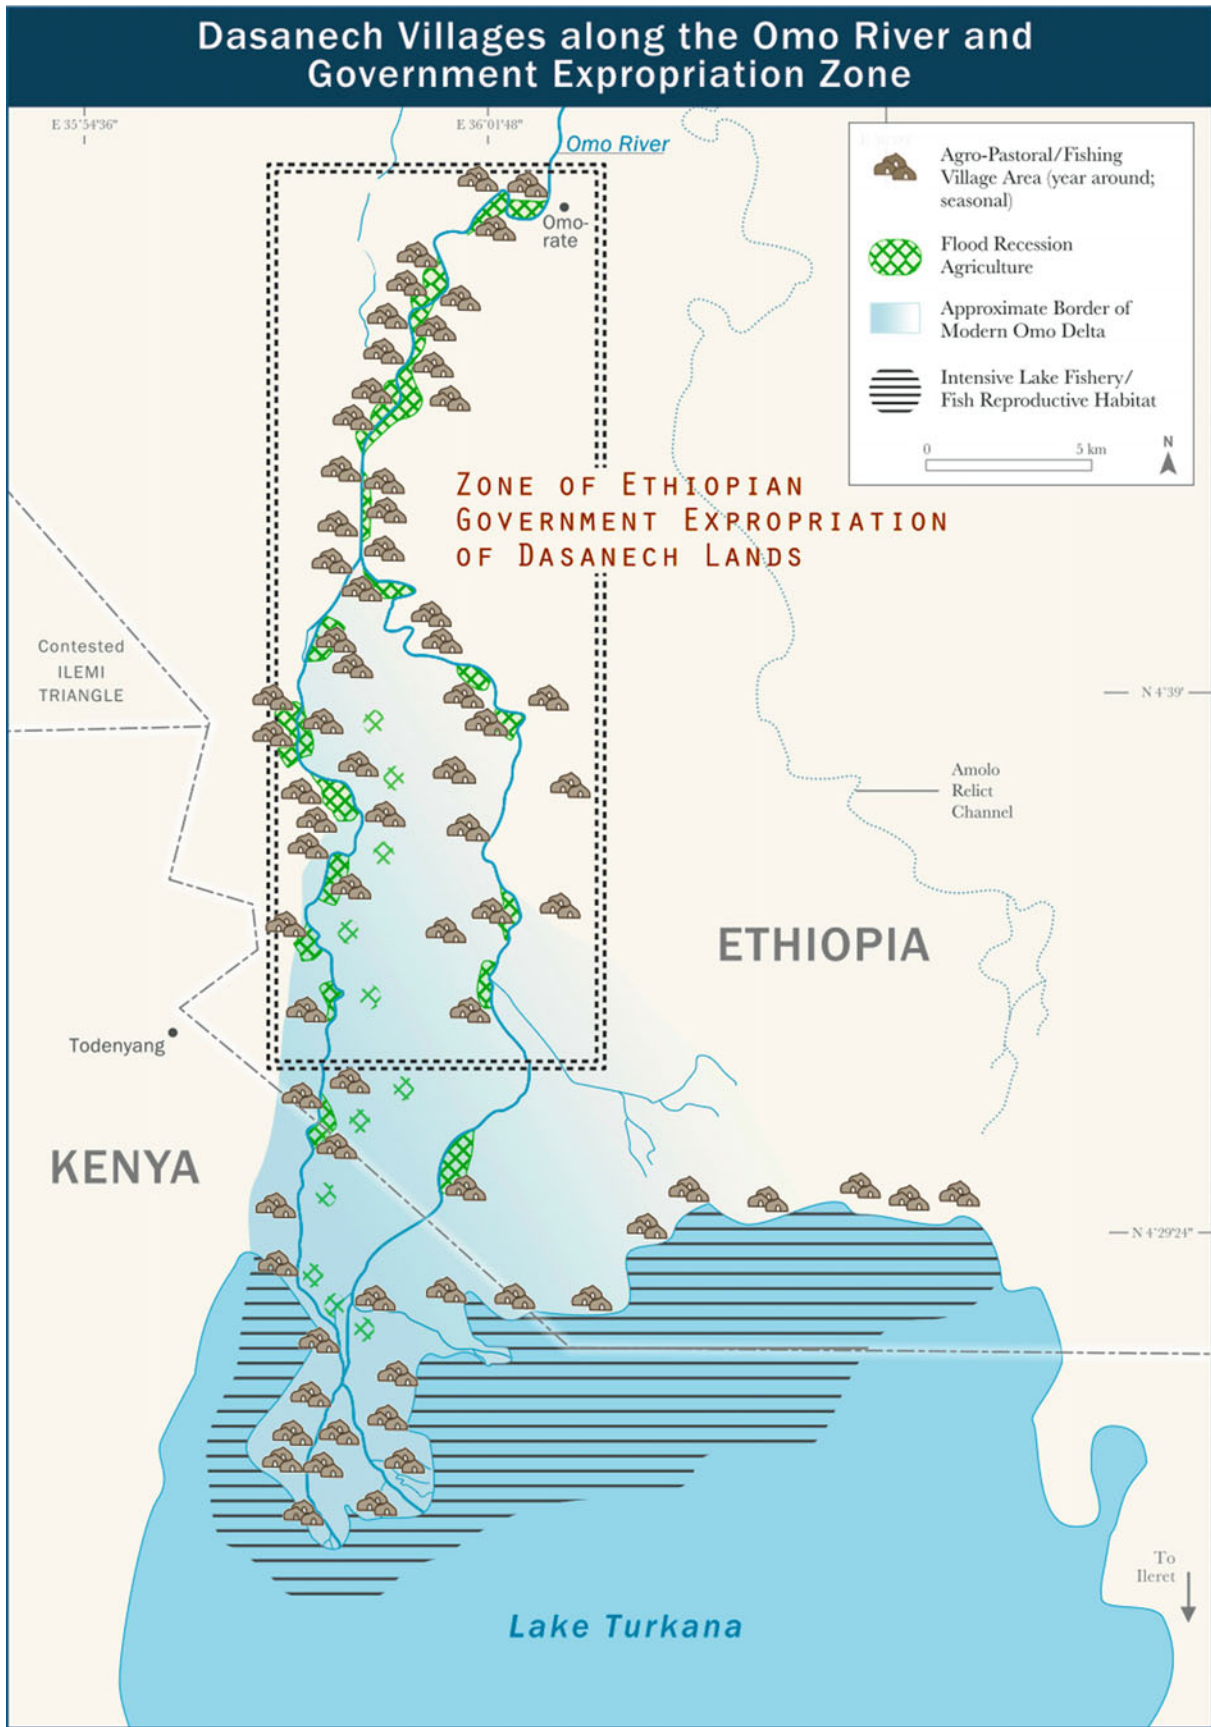 Dasanech Villages along the Omo River and
Government Expropriation Zone
E 35°54'36"
E 36°01'48"
Omo River
Agro-Pastoral/Fishing
Village Area (year around;
seasonal)
Flood Recession
Agriculture
Approximate Border of
Modern Omo Delta
Intensive Lake Fishery/
Fish Reproductive Habitat
0
5 km
N
Omo-
rate
ZONE OF ETHIOPIAN
GOVERNMENT EXPROPRIATION
OF DASANECH LANDS
Contested
ILEMI
TRIANGLE
N 4°39'
Amolo
Relict
Channel
ETHIOPIA
Todenyang
KENYA
N 4°29'24"
To
Ileret
Lake Turkana